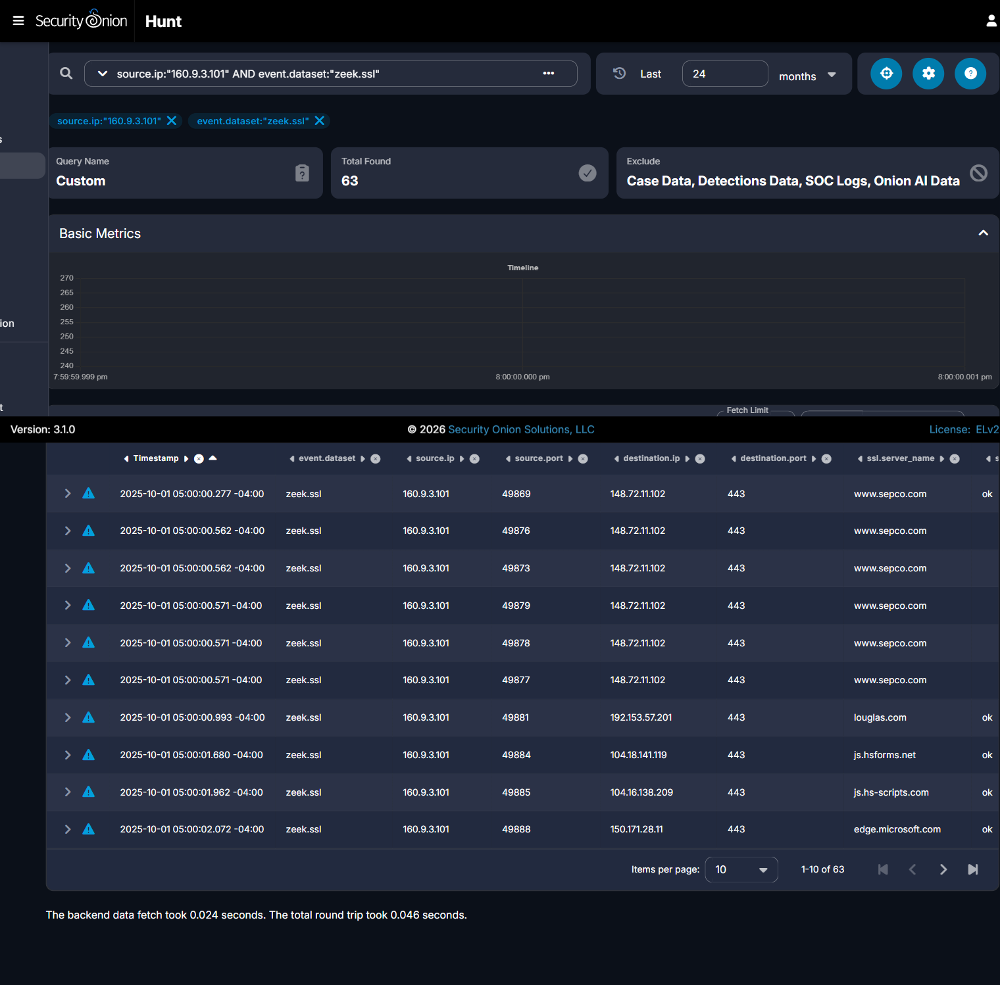 Security Onion Hunt
source.ip:"160.9.3.101" AND event.dataset:"zeek.ssl" ••• Last 24 months
source.ip:"160.9.3.101" event.dataset:"zeek.ssl"
s
Query Name Total Found Exclude
Custom 63 Case Data, Detections Data, SOC Logs, Onion AI Data
Basic Metrics
Timeline
270
265
260
255
250
245
240
7:59:59.999 pm 8:00:00.000 pm 8:00:00.001 pm
ion
t
Fetch Limit
Version: 3.1.0 © 2026 Security Onion Solutions, LLC License: ELv2
Timestamp event.dataset source.ip source.port destination.ip destination.port ssl.server_name s
2025-10-01 05:00:00.277 -04:00 zeek.ssl 160.9.3.101 49869 148.72.11.102 443 www.sepco.com ok
2025-10-01 05:00:00.562 -04:00 zeek.ssl 160.9.3.101 49876 148.72.11.102 443 www.sepco.com
2025-10-01 05:00:00.562 -04:00 zeek.ssl 160.9.3.101 49873 148.72.11.102 443 www.sepco.com
2025-10-01 05:00:00.571 -04:00 zeek.ssl 160.9.3.101 49879 148.72.11.102 443 www.sepco.com
2025-10-01 05:00:00.571 -04:00 zeek.ssl 160.9.3.101 49878 148.72.11.102 443 www.sepco.com
2025-10-01 05:00:00.571 -04:00 zeek.ssl 160.9.3.101 49877 148.72.11.102 443 www.sepco.com
2025-10-01 05:00:00.993 -04:00 zeek.ssl 160.9.3.101 49881 192.153.57.201 443 louglas.com ok
2025-10-01 05:00:01.680 -04:00 zeek.ssl 160.9.3.101 49884 104.18.141.119 443 js.hsforms.net ok
2025-10-01 05:00:01.962 -04:00 zeek.ssl 160.9.3.101 49885 104.16.138.209 443 js.hs-scripts.com ok
2025-10-01 05:00:02.072 -04:00 zeek.ssl 160.9.3.101 49888 150.171.28.11 443 edge.microsoft.com ok
Items per page: 10 1-10 of 63
The backend data fetch took 0.024 seconds. The total round trip took 0.046 seconds.